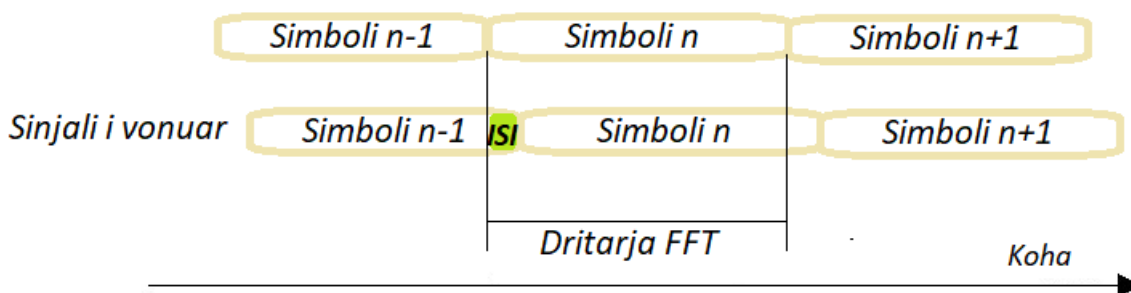 Simboli n-1 Simboli n Simboli n+1
Sinjali i vonuar Simboli n-1 ISI Simboli n Simboli n+1
Dritarja FFT
Koha